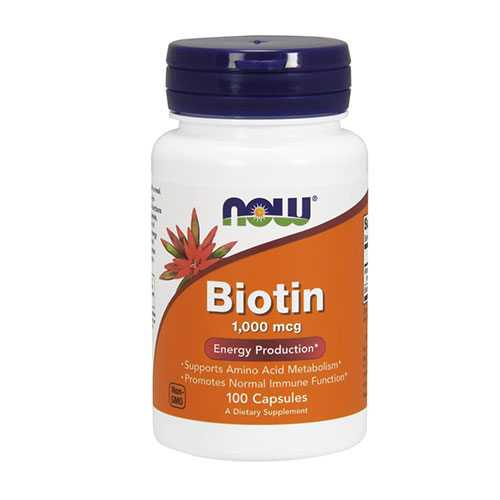 NOW®
Biotin
1,000 mcg
Energy Production*
•Supports Amino Acid Metabolism*
•Promotes Normal Immune Function*
Non-
GMO
100 Capsules
A Dietary Supplement